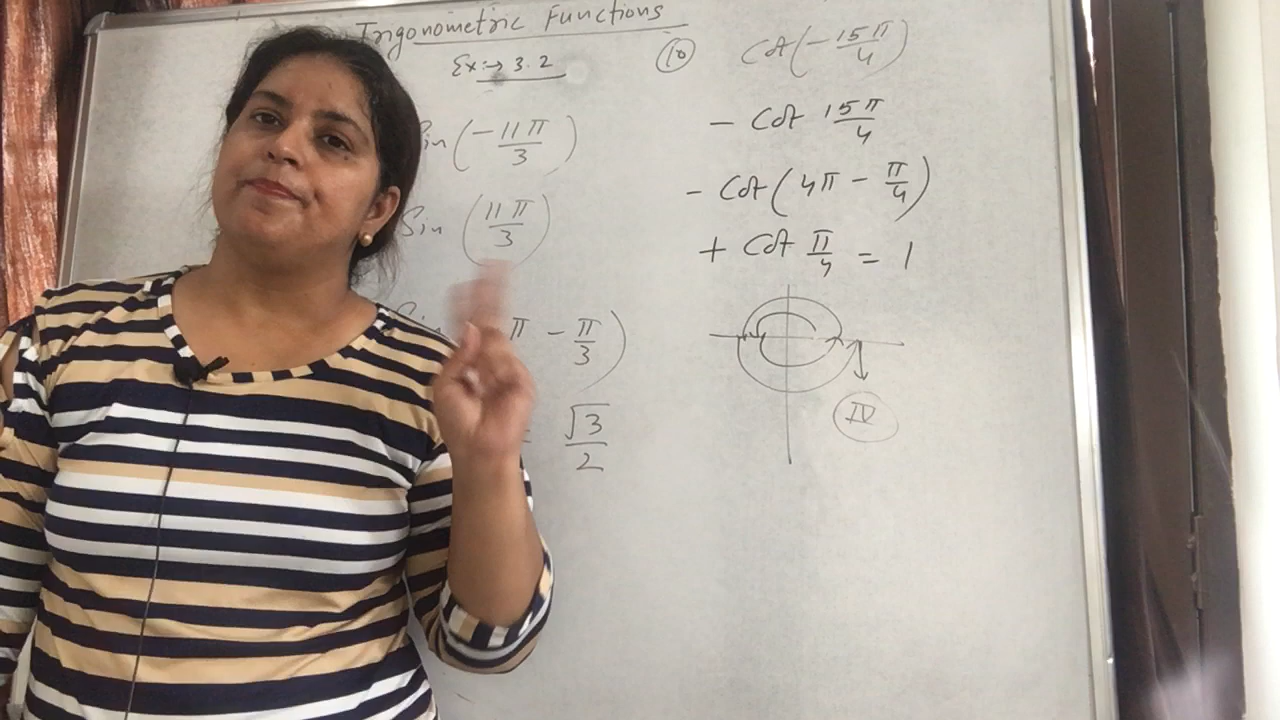 Trigonometric Functions
Ex:→ 3.2
in(-11π/3)
Sin (11π/3)
π - π/3)
√3/2
(10) Cot(-15π/4)
- Cot 15π/4
- Cot(4π - π/4)
+ Cot π/4 = 1
IV